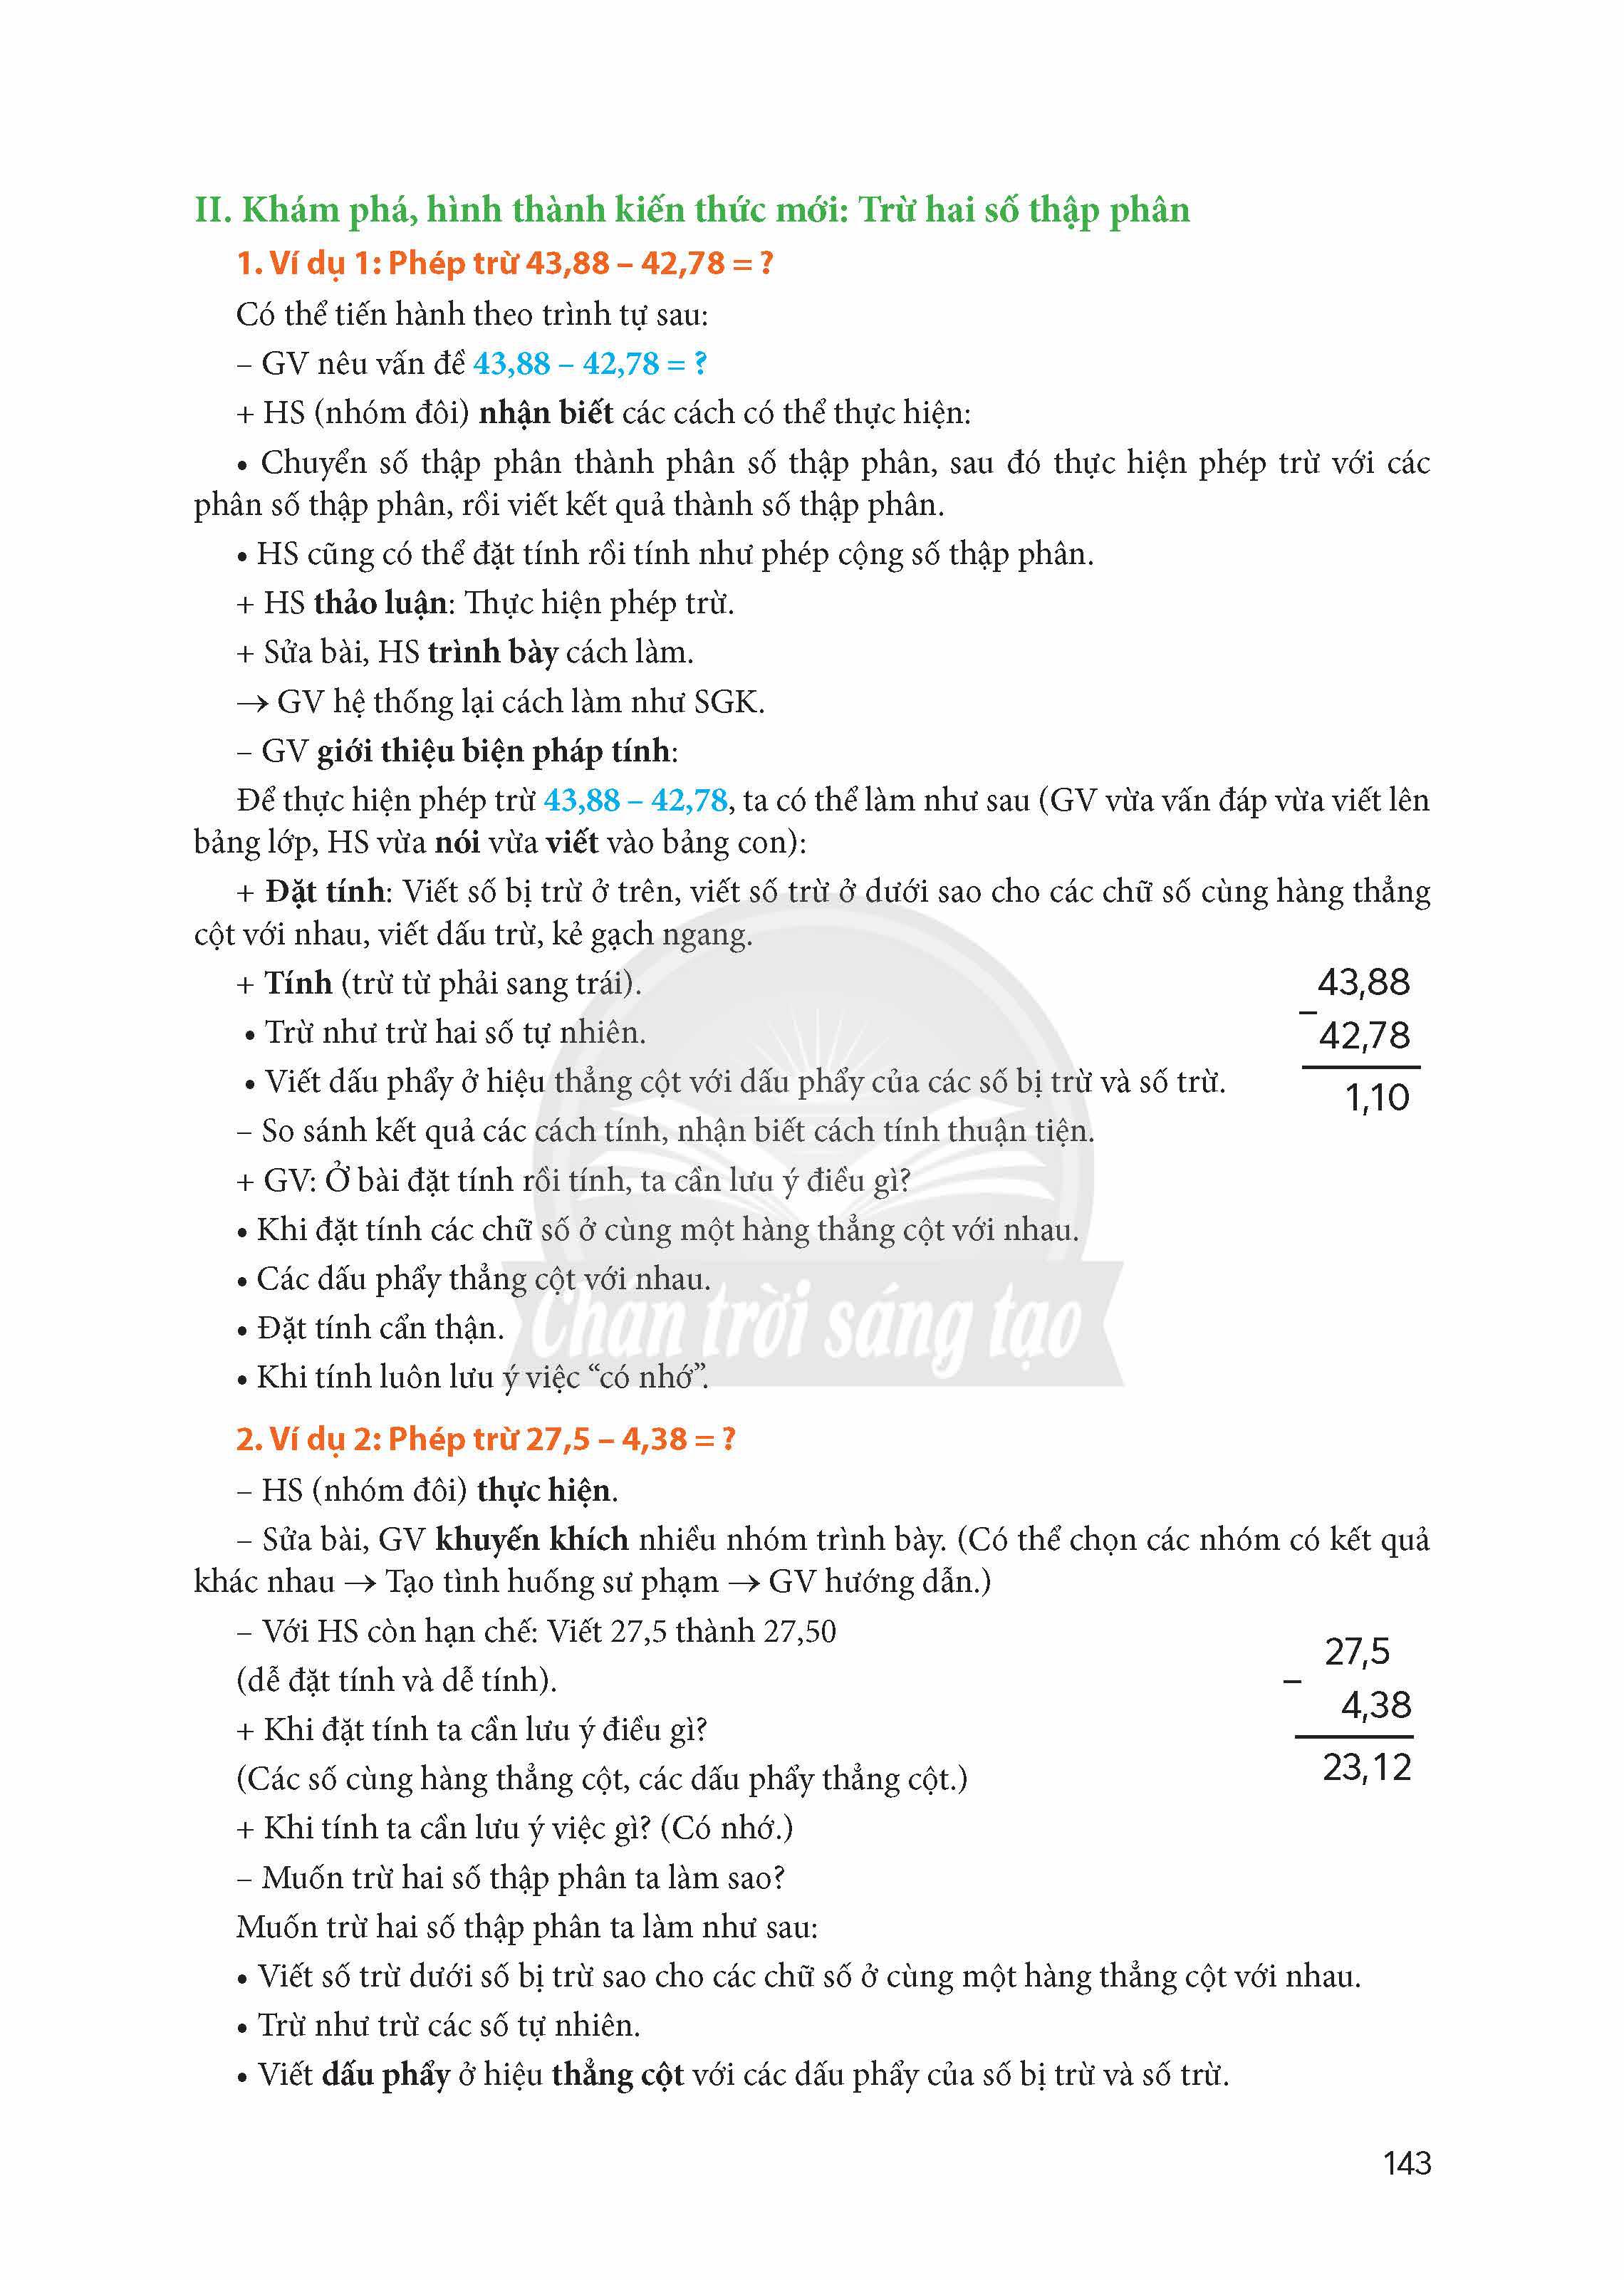 II. Khám phá, hình thành kiến thức mới: Trừ hai số thập phân
1. Ví dụ 1: Phép trừ 43,88 – 42,78 = ?
Có thể tiến hành theo trình tự sau:
– GV nêu vấn đề 43,88 – 42,78 = ?
+ HS (nhóm đôi) nhận biết các cách có thể thực hiện:
• Chuyển số thập phân thành phân số thập phân, sau đó thực hiện phép trừ với các
phân số thập phân, rồi viết kết quả thành số thập phân.
• HS cũng có thể đặt tính rồi tính như phép cộng số thập phân.
+ HS thảo luận: Thực hiện phép trừ.
+ Sửa bài, HS trình bày cách làm.
→ GV hệ thống lại cách làm như SGK.
– GV giới thiệu biện pháp tính:
Để thực hiện phép trừ 43,88 – 42,78, ta có thể làm như sau (GV vừa vấn đáp vừa viết lên
bảng lớp, HS vừa nói vừa viết vào bảng con):
+ Đặt tính: Viết số bị trừ ở trên, viết số trừ ở dưới sao cho các chữ số cùng hàng thẳng
cột với nhau, viết dấu trừ, kẻ gạch ngang.
+ Tính (trừ từ phải sang trái).
• Trừ như trừ hai số tự nhiên.
• Viết dấu phẩy ở hiệu thẳng cột với dấu phẩy của các số bị trừ và số trừ.
43,88
–
42,78
1,10
– So sánh kết quả các cách tính, nhận biết cách tính thuận tiện.
+ GV: Ở bài đặt tính rồi tính, ta cần lưu ý điều gì?
• Khi đặt tính các chữ số ở cùng một hàng thẳng cột với nhau.
• Các dấu phẩy thẳng cột với nhau.
• Đặt tính cẩn thận.
• Khi tính luôn lưu ý việc “có nhớ”.
Chân trời sáng tạo
2. Ví dụ 2: Phép trừ 27,5 – 4,38 = ?
– HS (nhóm đôi) thực hiện.
– Sửa bài, GV khuyến khích nhiều nhóm trình bày. (Có thể chọn các nhóm có kết quả
khác nhau → Tạo tình huống sư phạm → GV hướng dẫn.)
– Với HS còn hạn chế: Viết 27,5 thành 27,50
(dễ đặt tính và dễ tính).
+ Khi đặt tính ta cần lưu ý điều gì?
(Các số cùng hàng thẳng cột, các dấu phẩy thẳng cột.)
27,5
–
4,38
23,12
+ Khi tính ta cần lưu ý việc gì? (Có nhớ.)
– Muốn trừ hai số thập phân ta làm sao?
Muốn trừ hai số thập phân ta làm như sau:
• Viết số trừ dưới số bị trừ sao cho các chữ số ở cùng một hàng thẳng cột với nhau.
• Trừ như trừ các số tự nhiên.
• Viết dấu phẩy ở hiệu thẳng cột với các dấu phẩy của số bị trừ và số trừ.
143